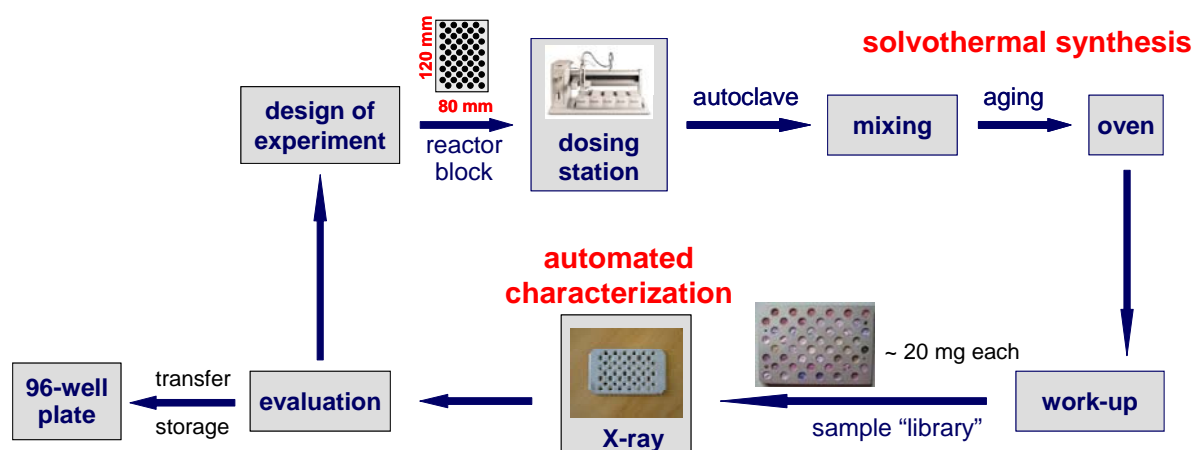 solvothermal synthesis
120 mm
80 mm
design of
experiment
reactor
block
dosing
station
autoclave
mixing
aging
oven
automated
characterization
~ 20 mg each
work-up
sample “library”
X-ray
evaluation
transfer
storage
96-well
plate